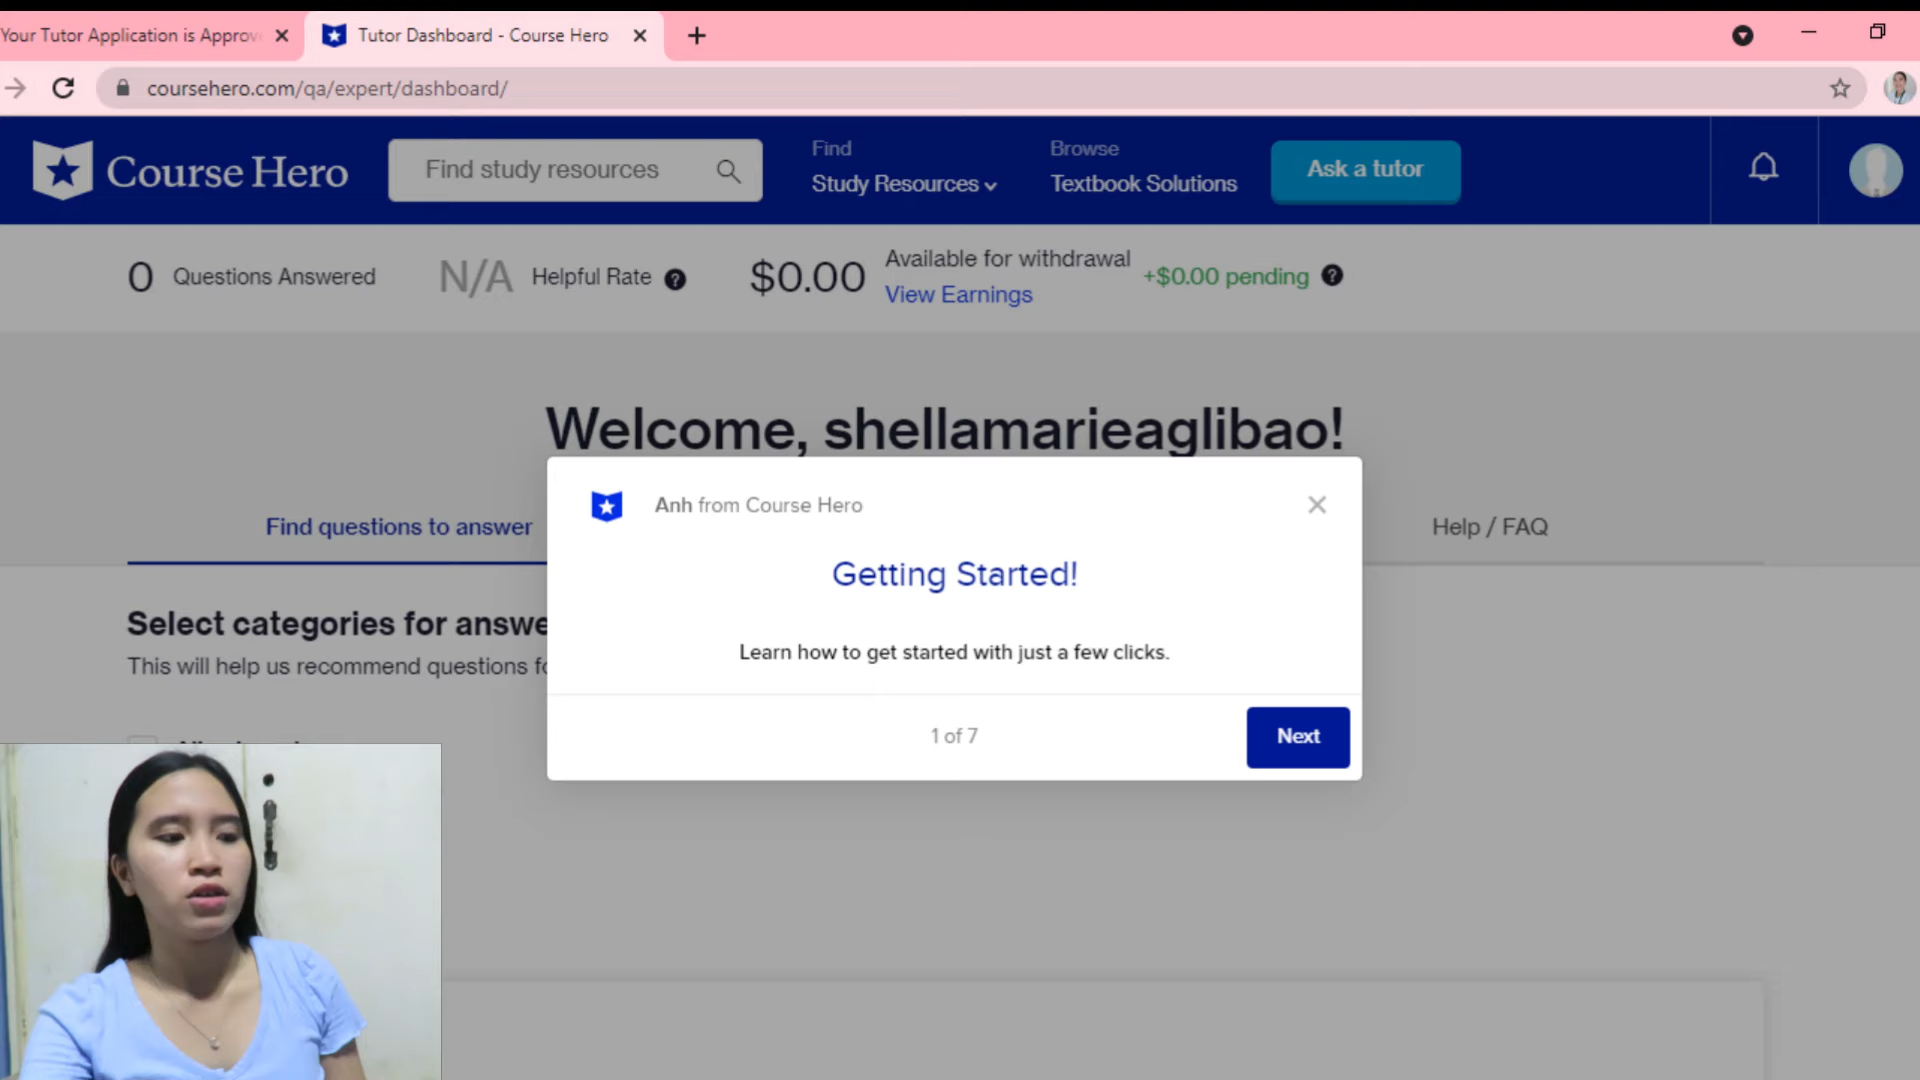 Your Tutor Application is Approv
Tutor Dashboard - Course Hero
coursehero.com/qa/expert/dashboard/
Course Hero
Find study resources
Find
Study Resources
Browse
Textbook Solutions
Ask a tutor
0 Questions Answered
N/A Helpful Rate ?
$0.00 Available for withdrawal
View Earnings
+$0.00 pending ?
Welcome, shellamarieaglibao!
Find questions to answer
Help / FAQ
Anh from Course Hero
Getting Started!
Learn how to get started with just a few clicks.
1 of 7
Next
Select categories for answe
This will help us recommend questions fo